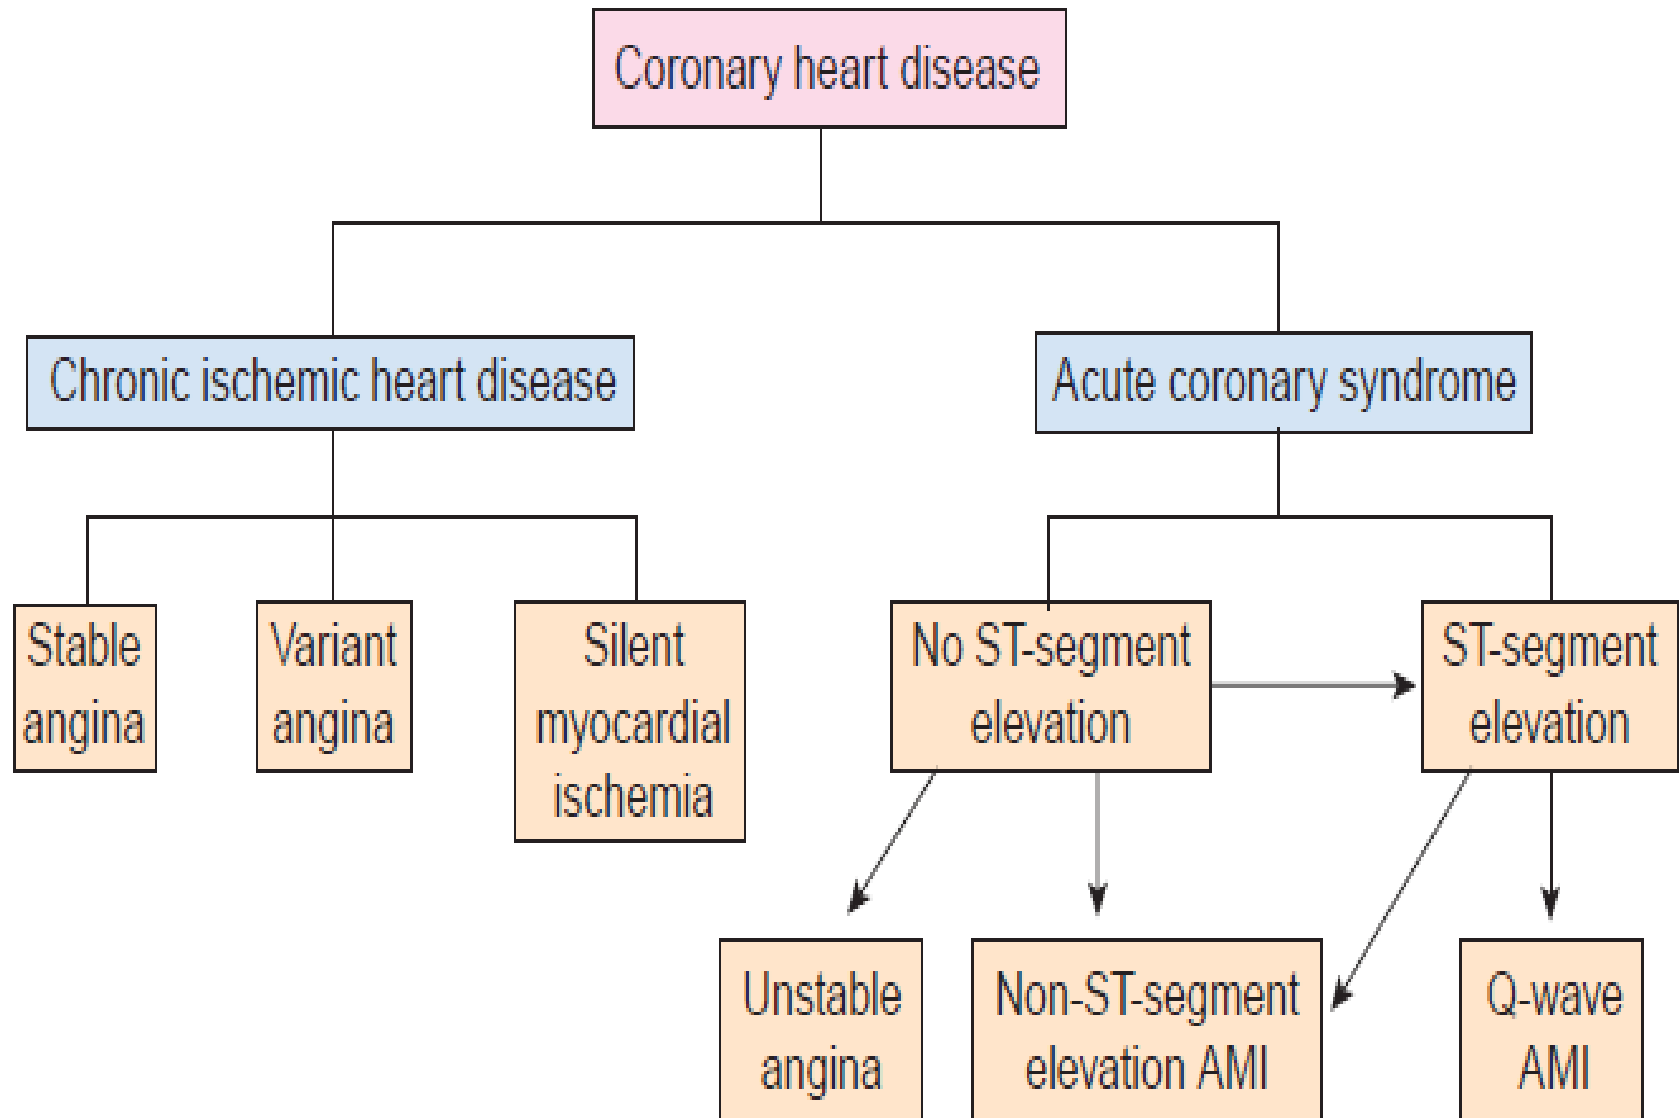 Coronary heart disease
Chronic ischemic heart disease
Acute coronary syndrome
Stable
angina
Variant
angina
Silent
myocardial
ischemia
No ST-segment
elevation
ST-segment
elevation
Unstable
angina
Non-ST-segment
elevation AMI
Q-wave
AMI